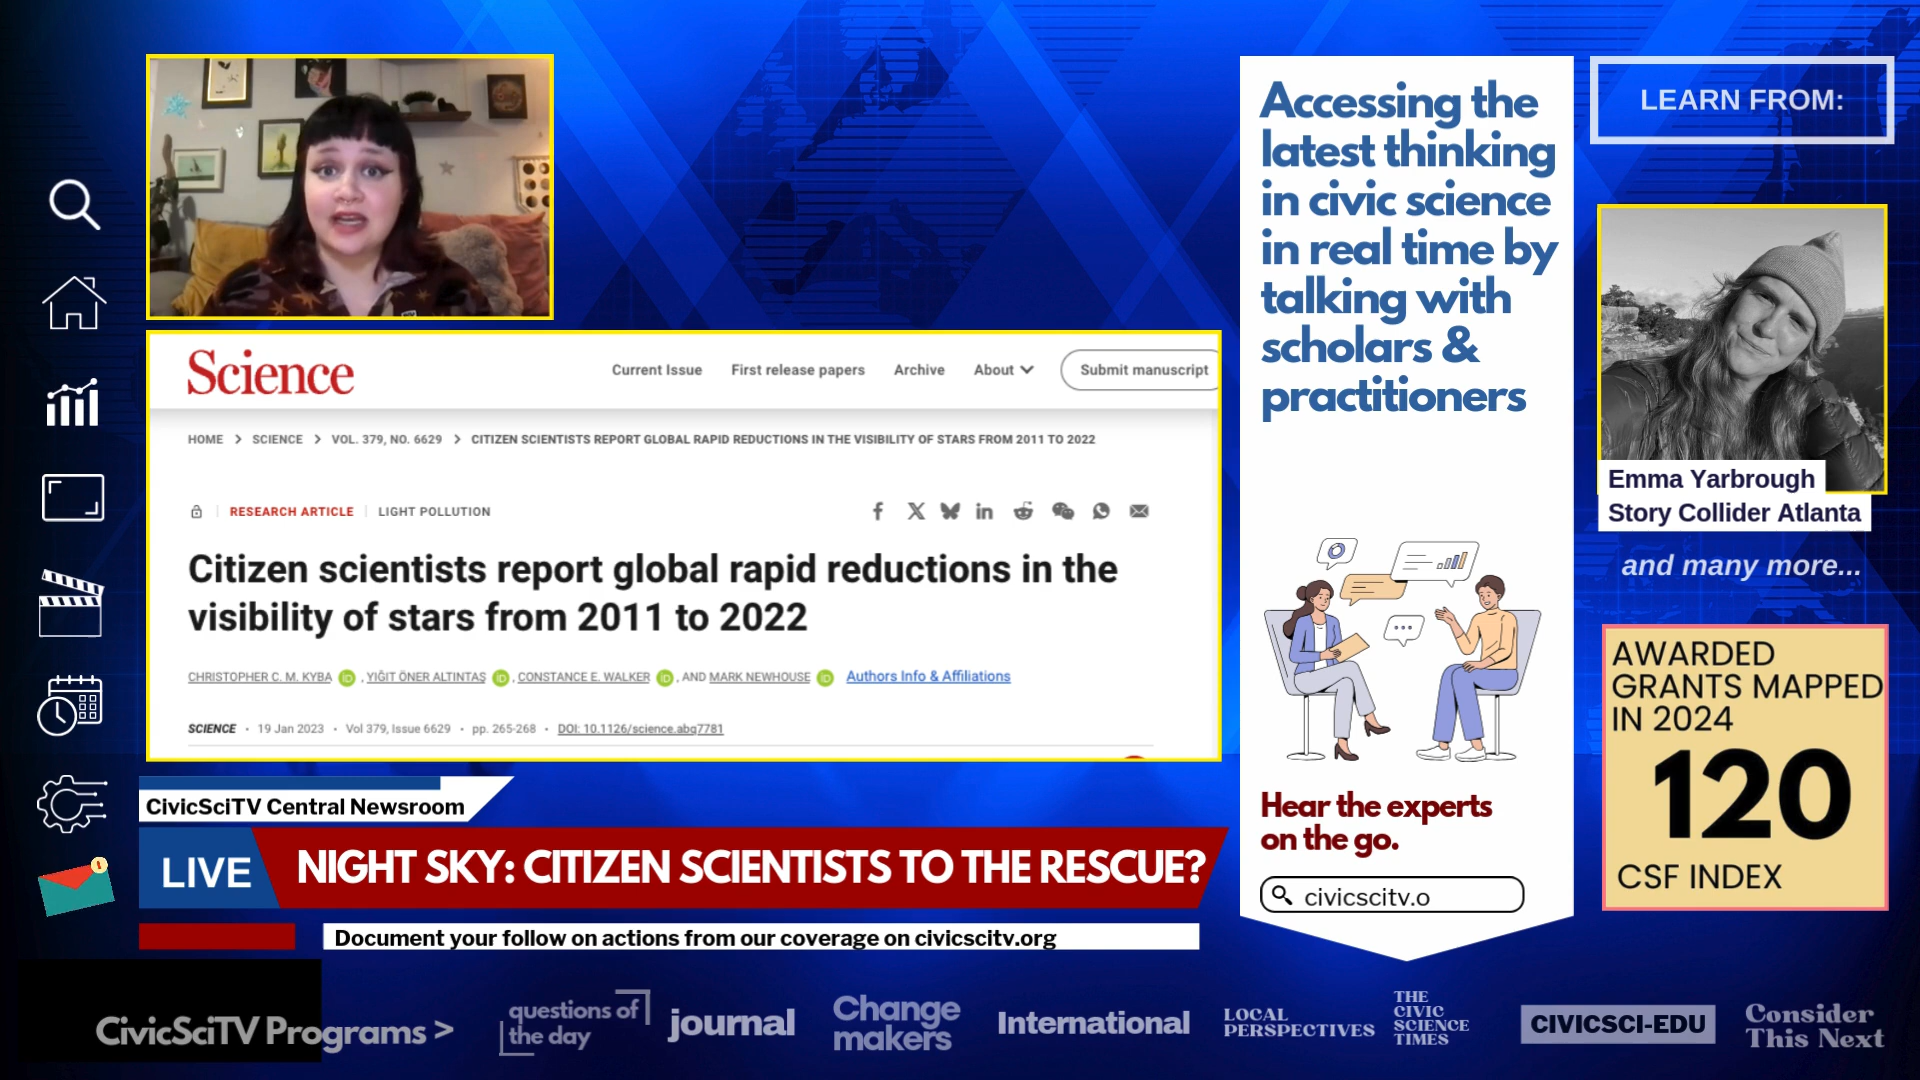 Science
Current Issue
First release papers
Archive
About
Submit manuscript
HOME > SCIENCE > VOL. 379, NO. 6629 > CITIZEN SCIENTISTS REPORT GLOBAL RAPID REDUCTIONS IN THE VISIBILITY OF STARS FROM 2011 TO 2022
RESEARCH ARTICLE | LIGHT POLLUTION
Citizen scientists report global rapid reductions in the
visibility of stars from 2011 to 2022
CHRISTOPHER C. M. KYBA iD, YIĞIT ÖNER ALTINTAŞ iD, CONSTANCE E. WALKER iD, AND MARK NEWHOUSE iD Authors Info & Affiliations
SCIENCE · 19 Jan 2023 · Vol 379, Issue 6629 · pp. 265-268 · DOI: 10.1126/science.abq7781
CivicSciTV Central Newsroom
LIVE
NIGHT SKY: CITIZEN SCIENTISTS TO THE RESCUE?
Document your follow on actions from our coverage on civicscitv.org
Accessing the
latest thinking
in civic science
in real time by
talking with
scholars &
practitioners
Hear the experts
on the go.
civicscitv.o
LEARN FROM:
Emma Yarbrough
Story Collider Atlanta
and many more...
AWARDED
GRANTS MAPPED
IN 2024
120
CSF INDEX
CivicSciTV Programs >
questions of
the day
journal
Change
makers
International
LOCAL
PERSPECTIVES
THE
CIVIC
SCIENCE
TIMES
CIVICSCI-EDU
Consider
This Next